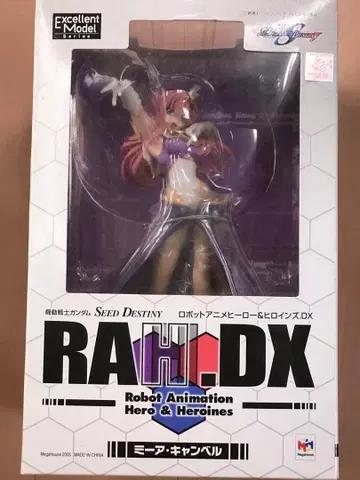 Excellent
Model
Series
機動戦士ガンダム SEED DESTINY
ロボットアニメヒーロー&ヒロインズ.DX
RAHI.DX
Robot Animation
Hero & Heroines
ミーア・キャンベル
MegaHouse 2005 MADE IN CHINA
MegaHouse